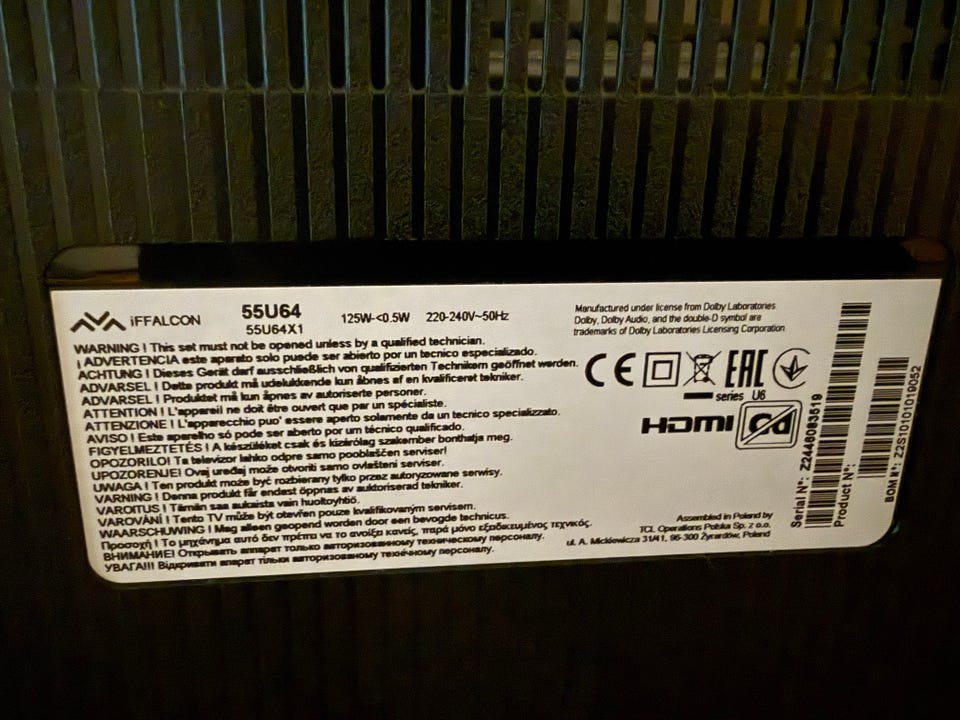 iFFALCON
55U64
55U64X1
125W-<0.5W 220-240V~50Hz
WARNING ! This set must not be opened unless by a qualified technician.
¡ ADVERTENCIA este aparato solo puede ser abierto por un tecnico especializado.
ACHTUNG ! Dieses Gerät darf ausschließlich von qualifizierten Technikern geöffnet werden.
ADVARSEL ! Dette produkt må udelukkende kun åbnes af en kvalificeret tekniker.
ADVARSEL ! Produktet må kun åpnes av autoriserte personer.
ATTENTION ! L'appareil ne doit être ouvert que par un spécialiste.
ATTENZIONE ! L'apparecchio puo' essere aperto solamente da un tecnico specializzato.
AVISO ! Este aparelho só pode ser aberto por um técnico qualificado.
FIGYELMEZTETÉS ! A készüléket csak és kizárólag szakember bonthatja meg.
OPOZORILO! Ta televizor lahko odpre samo pooblaščen serviser!
UPOZORENJE! Ovaj uređaj može otvoriti samo ovlašteni serviser.
UWAGA ! Ten produkt może być rozbierany tylko przez autoryzowane serwisy.
VARNING ! Denna produkt får endast öppnas av auktoriserad tekniker.
VAROITUS ! Tämän saa aukaista vain huoltoyhtiö.
VAROVÁNÍ ! Tento TV může být otevřen pouze kvalifikovaným servisem.
WAARSCHUWING ! Mag alleen geopend worden door een bevoegde technicus.
Προσοχή ! Το μηχάνημα αυτό δεν πρέπει να το ανοίξει κανείς, παρά μόνο εξειδικευμένος τεχνικός.
ВНИМАНИЕ! Открывать аппарат только авторизованному техническому персоналу.
УВАГА!!! Відкривати апарат тільки авторизованому технічному персоналу.
Manufactured under license from Dolby Laboratories.
Dolby, Dolby Audio, and the double-D symbol are
trademarks of Dolby Laboratories Licensing Corporation
CE
EAC
series U6
HDMI
Assembled in Poland by
TCL Operations Polska Sp. z o.o.
ul. A. Mickiewicza 31/41, 96-300 Żyrardów, Poland
Serial N°: Z2446083519
Product N°:
BOM N°: Z2S10101019052